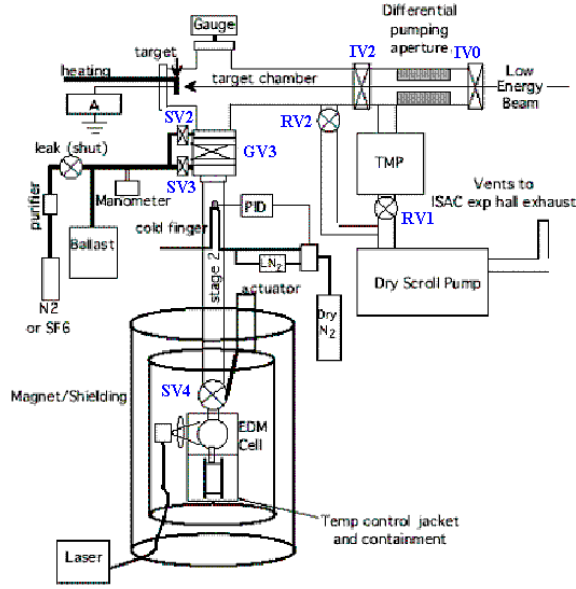 Gauge
Differential
pumping
aperture
IV2
IV0
target
heating
target chamber
Low
Energy
Beam
A
SV2
RV2
leak (shut)
GV3
TMP
SV3
Manometer
purifier
PID
RV1
Vents to
ISAC exp hall exhaust
cold finger
Ballast
LN2
stage 2
actuator
Dry Scroll Pump
N2
or SF6
Dry
N2
Magnet/Shielding
SV4
EDM
Cell
Temp control jacket
and containment
Laser